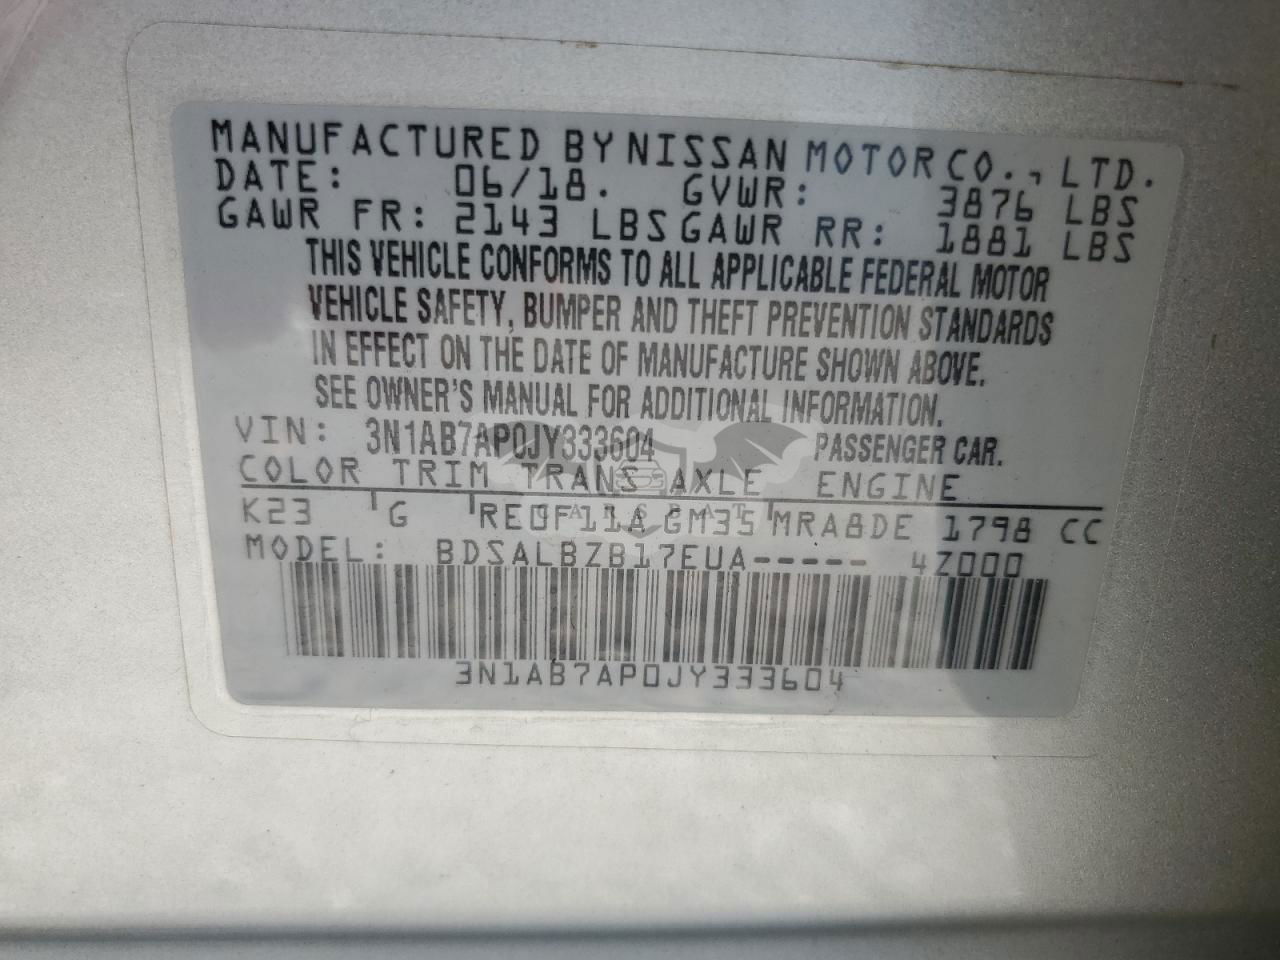 MANUFACTURED BY NISSAN MOTOR CO., LTD.
DATE: 06/18. GVWR: 3876 LBS
GAWR FR: 2143 LBS GAWR RR: 1881 LBS
THIS VEHICLE CONFORMS TO ALL APPLICABLE FEDERAL MOTOR
VEHICLE SAFETY, BUMPER AND THEFT PREVENTION STANDARDS
IN EFFECT ON THE DATE OF MANUFACTURE SHOWN ABOVE.
SEE OWNER'S MANUAL FOR ADDITIONAL INFORMATION.
VIN: 3N1AB7AP0JY333604 PASSENGER CAR.
COLOR TRIM TRANS AXLE ENGINE
K23 G RE0F11A GM35 MRA8DE 1798 CC
MODEL: BDSALBZB17EUA----- 4Z000
3N1AB7AP0JY333604